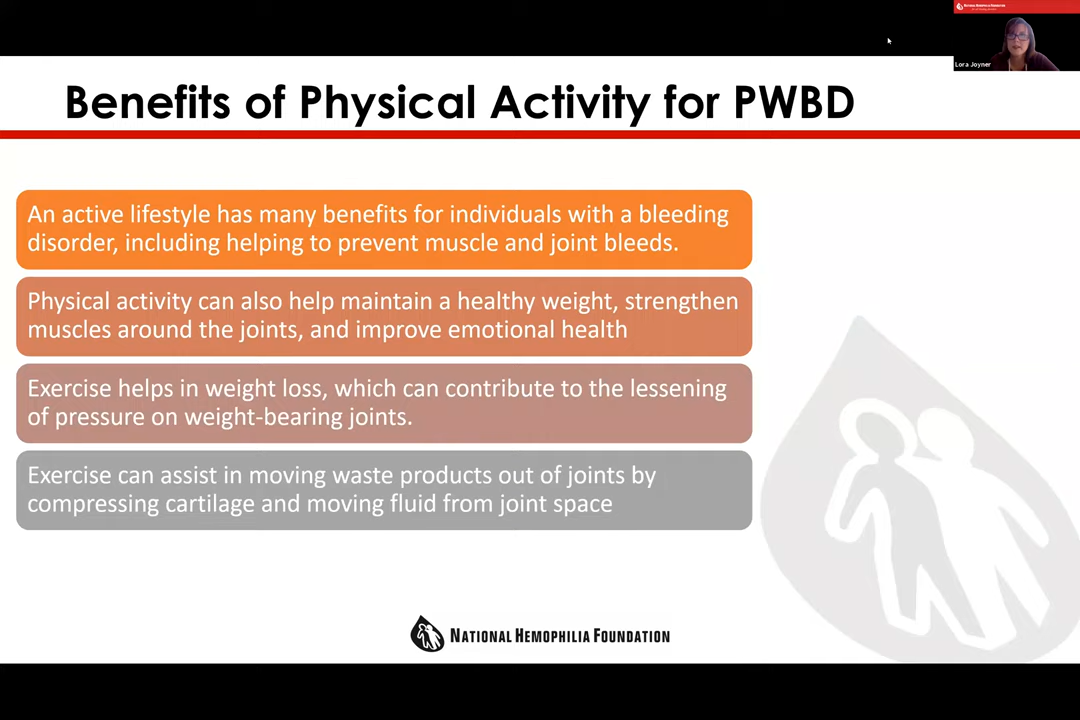 NATIONAL HEMOPHILIA FOUNDATION
Lora Joyner
Benefits of Physical Activity for PWBD
An active lifestyle has many benefits for individuals with a bleeding
disorder, including helping to prevent muscle and joint bleeds.
Physical activity can also help maintain a healthy weight, strengthen
muscles around the joints, and improve emotional health
Exercise helps in weight loss, which can contribute to the lessening
of pressure on weight-bearing joints.
Exercise can assist in moving waste products out of joints by
compressing cartilage and moving fluid from joint space
NATIONAL HEMOPHILIA FOUNDATION